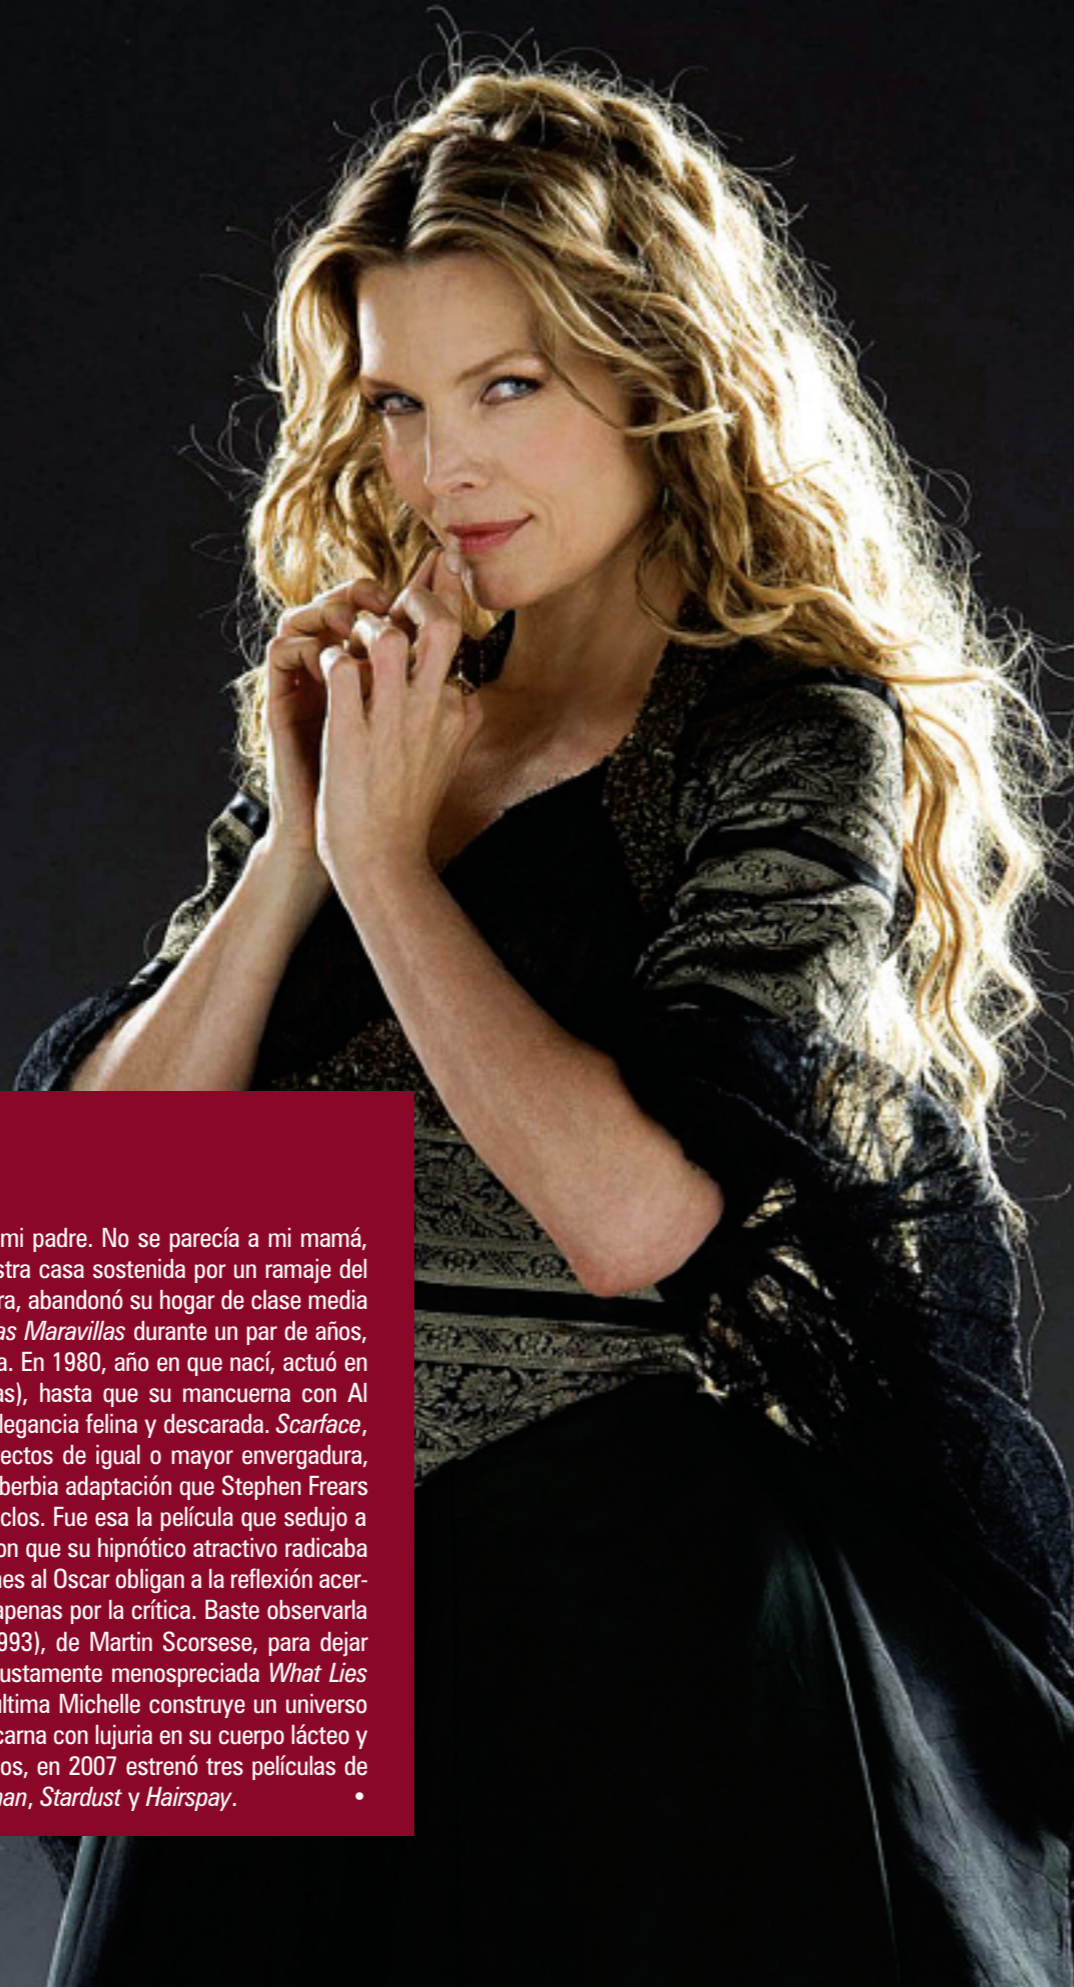 mi padre. No se parecía a mi mamá,
stra casa sostenida por un ramaje del
ra, abandonó su hogar de clase media
as Maravillas durante un par de años,
a. En 1980, año en que nací, actuó en
as), hasta que su mancuerna con Al
legancia felina y descarada. Scarface,
ectos de igual o mayor envergadura,
berbia adaptación que Stephen Frears
clos. Fue esa la película que sedujo a
on que su hipnótico atractivo radicaba
nes al Oscar obligan a la reflexión acer-
apenas por la crítica. Baste observarla
993), de Martin Scorsese, para dejar
ustamente menospreciada What Lies
última Michelle construye un universo
carna con lujuria en su cuerpo lácteo y
os, en 2007 estrenó tres películas de
nan, Stardust y Hairspay. •